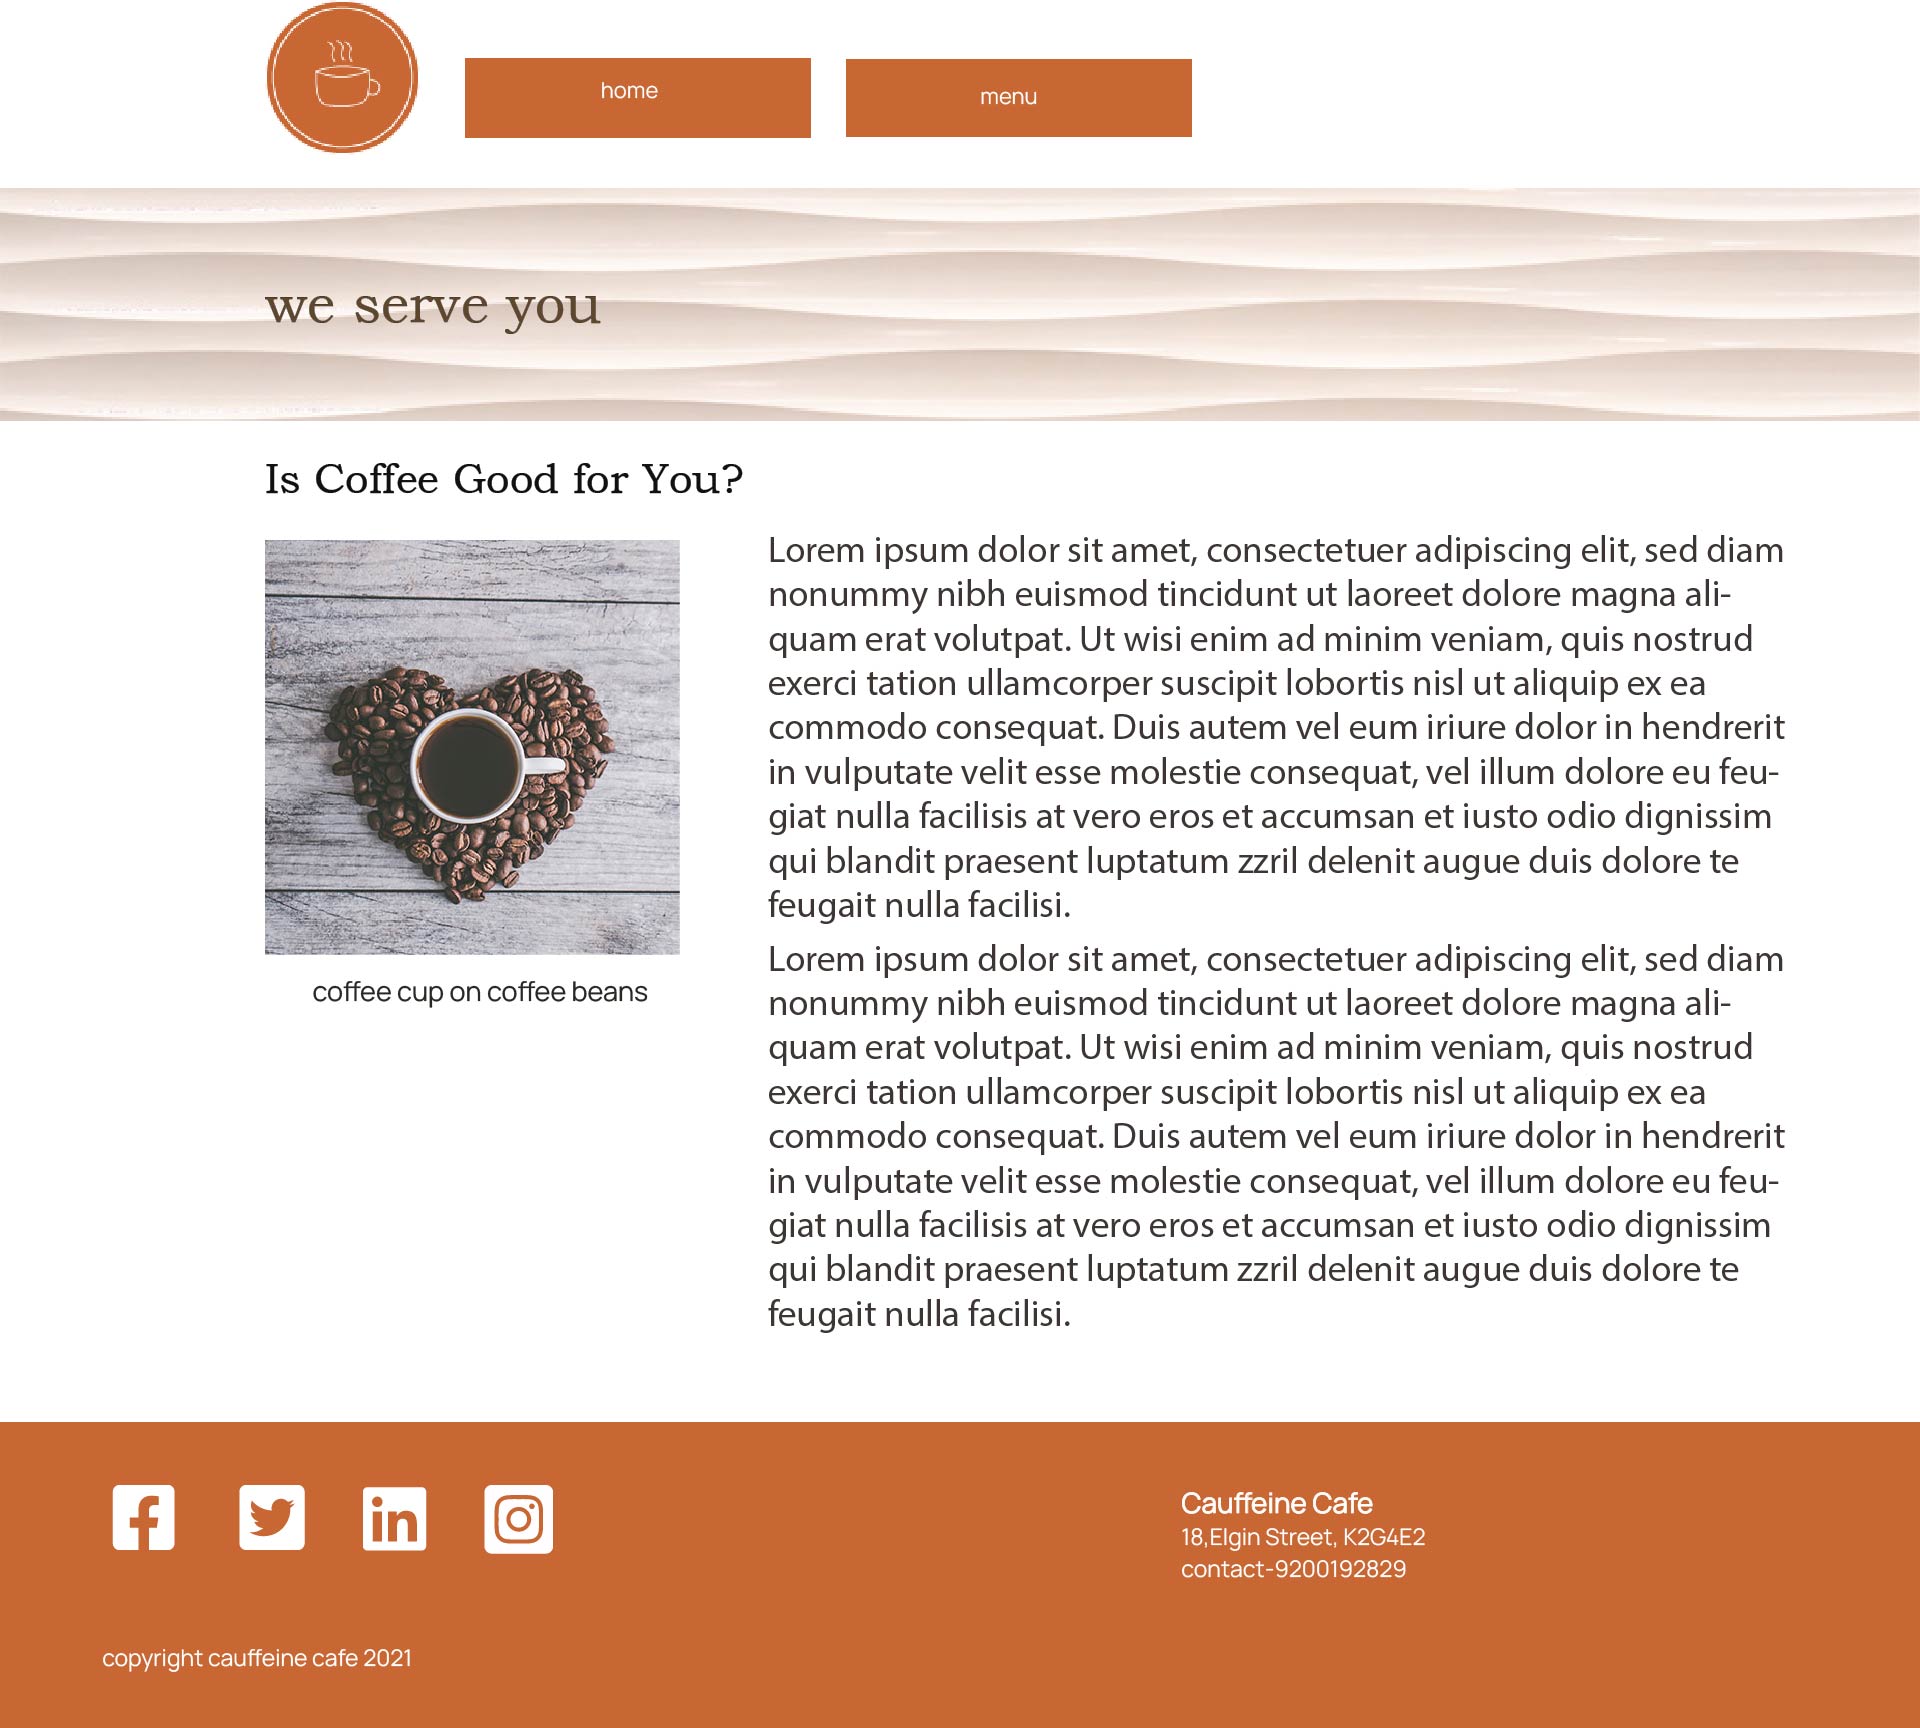 home
menu
we serve you
Is Coffee Good for You?
Lorem ipsum dolor sit amet, consectetuer adipiscing elit, sed diam
nonummy nibh euismod tincidunt ut laoreet dolore magna ali-
quam erat volutpat. Ut wisi enim ad minim veniam, quis nostrud
exerci tation ullamcorper suscipit lobortis nisl ut aliquip ex ea
commodo consequat. Duis autem vel eum iriure dolor in hendrerit
in vulputate velit esse molestie consequat, vel illum dolore eu feu-
giat nulla facilisis at vero eros et accumsan et iusto odio dignissim
qui blandit praesent luptatum zzril delenit augue duis dolore te
feugait nulla facilisi.
Lorem ipsum dolor sit amet, consectetuer adipiscing elit, sed diam
nonummy nibh euismod tincidunt ut laoreet dolore magna ali-
quam erat volutpat. Ut wisi enim ad minim veniam, quis nostrud
exerci tation ullamcorper suscipit lobortis nisl ut aliquip ex ea
commodo consequat. Duis autem vel eum iriure dolor in hendrerit
in vulputate velit esse molestie consequat, vel illum dolore eu feu-
giat nulla facilisis at vero eros et accumsan et iusto odio dignissim
qui blandit praesent luptatum zzril delenit augue duis dolore te
feugait nulla facilisi.
coffee cup on coffee beans
Cauffeine Cafe
18,Elgin Street, K2G4E2
contact-9200192829
copyright cauffeine cafe 2021